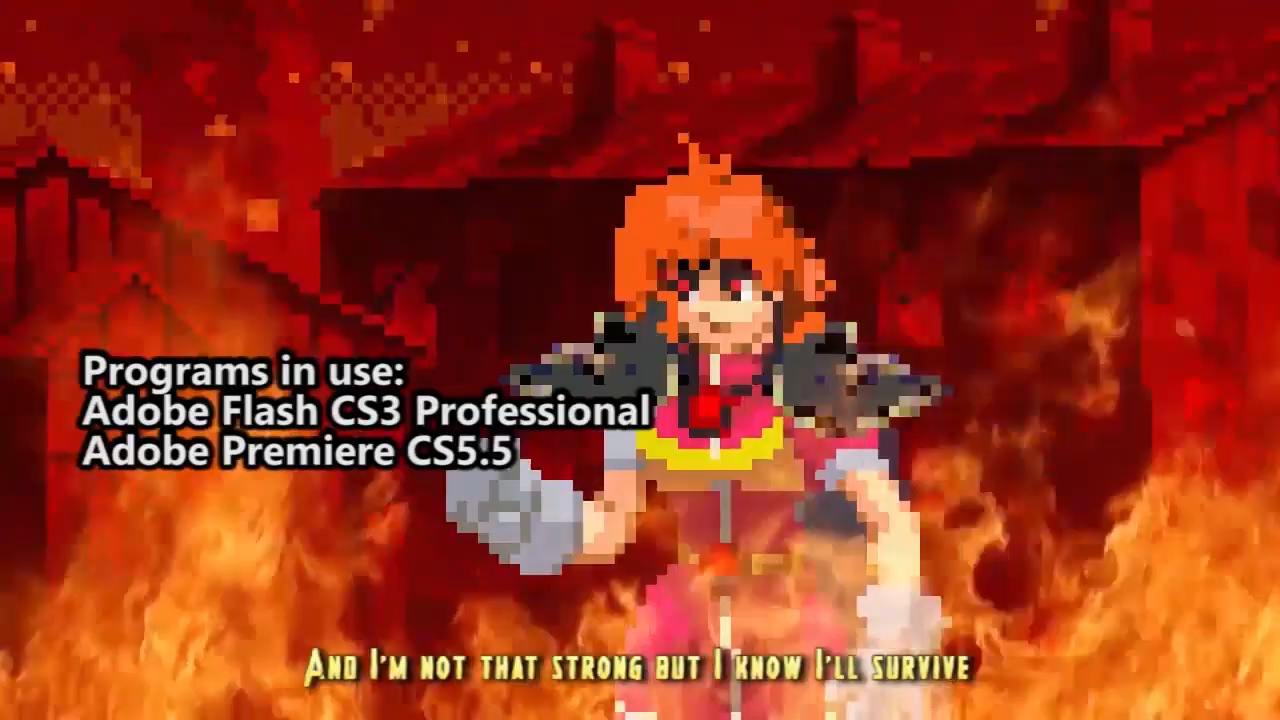 Programs in use:
Adobe Flash CS3 Professional
Adobe Premiere CS5.5
And I'm not that strong but I know I'll survive